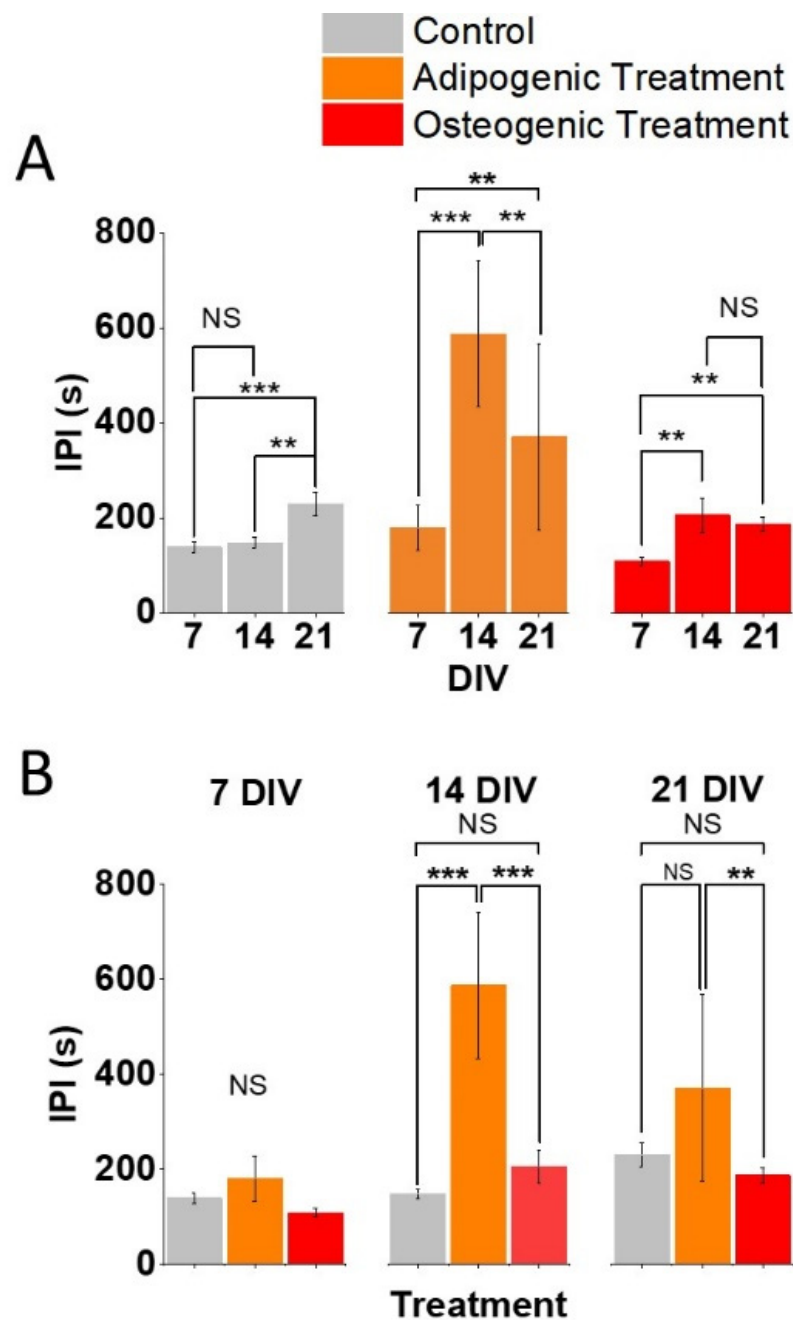 Control
Adipogenic Treatment
Osteogenic Treatment
A
IPI (s)
800
600
400
200
0
NS
***
**
7 14 21
**
*** **
7 14 21
NS
**
**
7 14 21
DIV
B
7 DIV 14 DIV 21 DIV
IPI (s)
800
600
400
200
0
NS
NS
*** ***
NS
NS **
Treatment